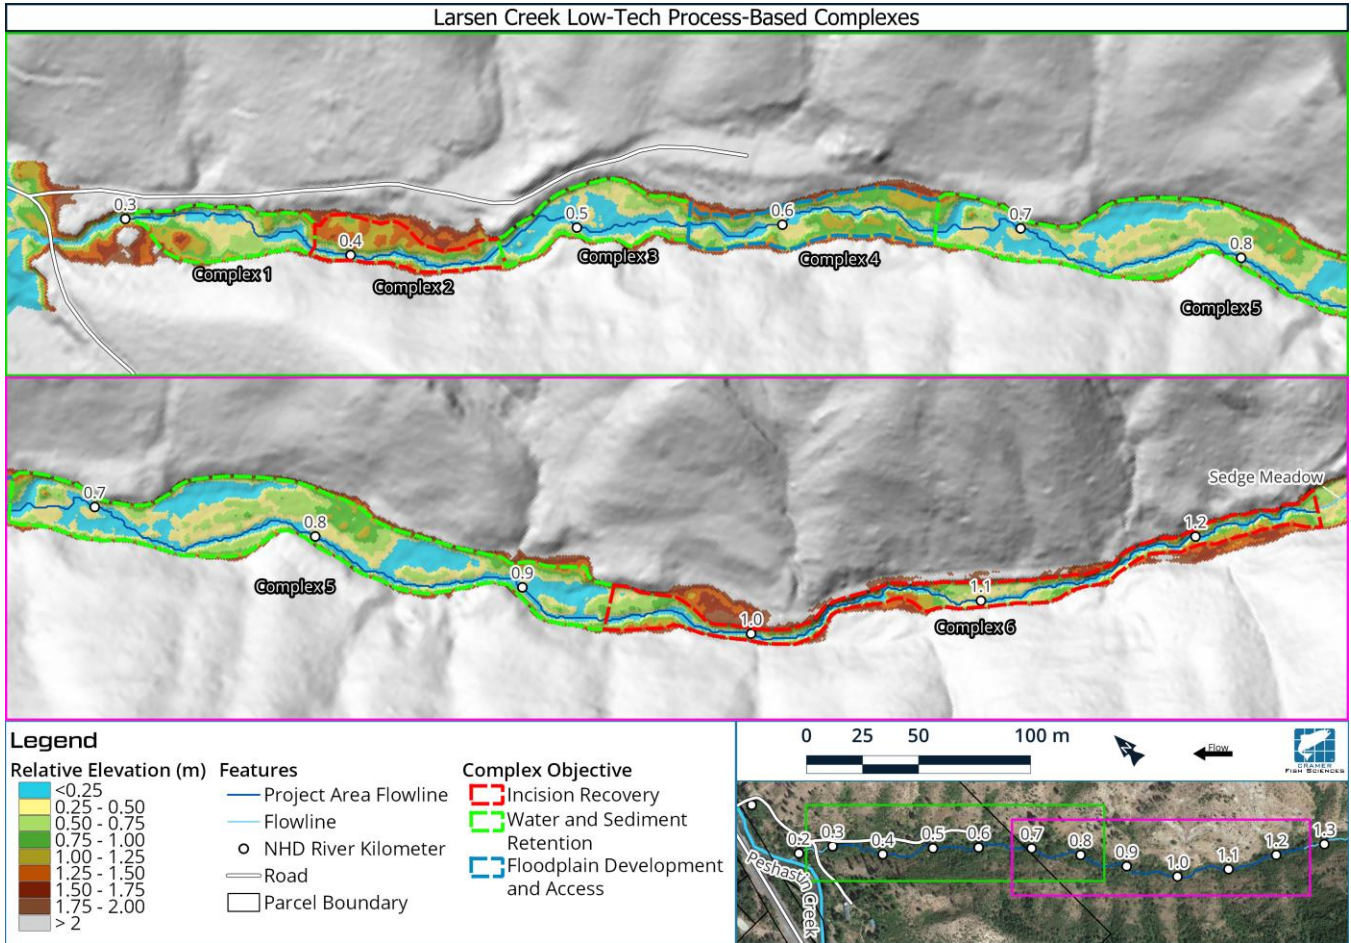 Larsen Creek Low-Tech Process-Based Complexes
0.3
0.4
0.5
0.6
0.7
0.8
Complex 1
Complex 2
Complex 3
Complex 4
Complex 5
0.7
0.8
0.9
1.0
1.1
1.2
Sedge Meadow
Complex 5
Complex 6
Legend
Relative Elevation (m)
<0.25
0.25 - 0.50
0.50 - 0.75
0.75 - 1.00
1.00 - 1.25
1.25 - 1.50
1.50 - 1.75
1.75 - 2.00
> 2
Features
Project Area Flowline
Flowline
NHD River Kilometer
Road
Parcel Boundary
Complex Objective
Incision Recovery
Water and Sediment
Retention
Floodplain Development
and Access
0 25 50 100 m
N
Flow
CRAMER
FISH SCIENCES
0.2 0.3 0.4 0.5 0.6 0.7 0.8 0.9 1.0 1.1 1.2 1.3
Peshastin Creek